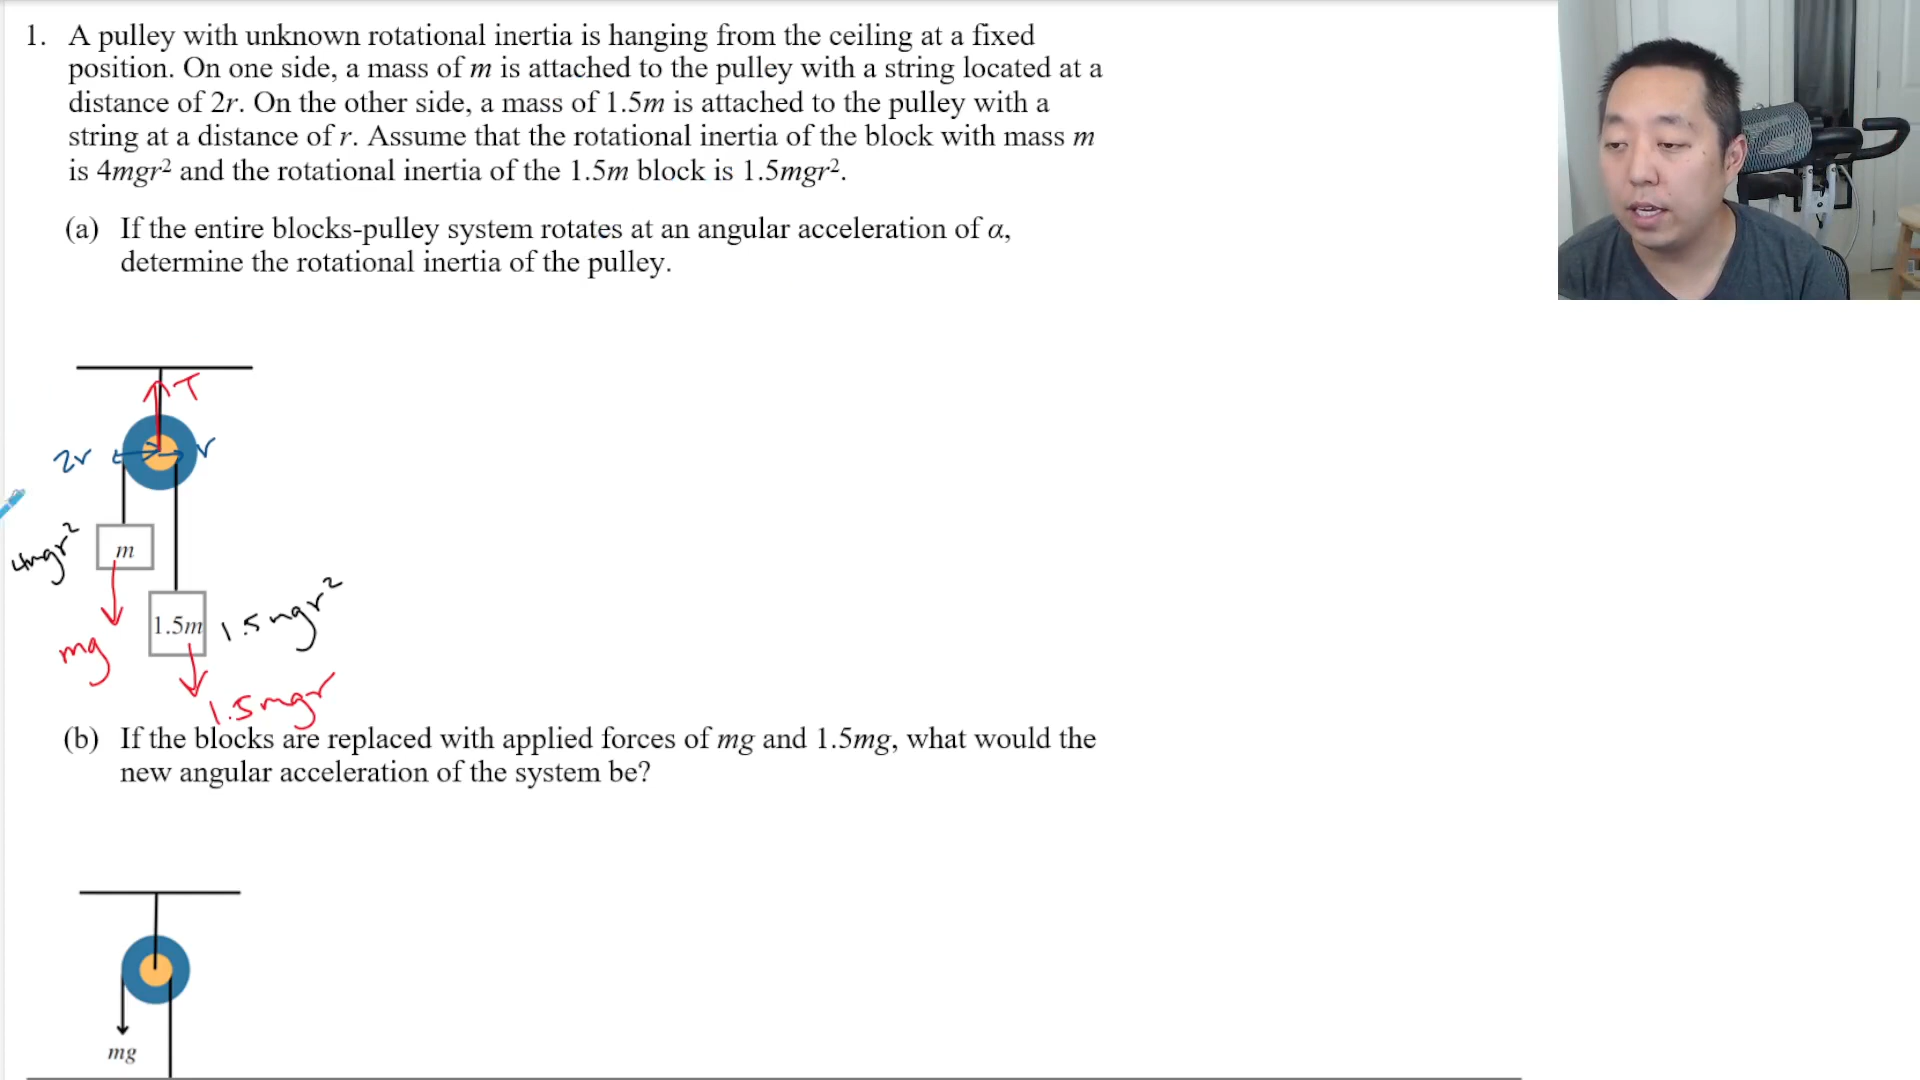 1. A pulley with unknown rotational inertia is hanging from the ceiling at a fixed
position. On one side, a mass of m is attached to the pulley with a string located at a
distance of 2r. On the other side, a mass of 1.5m is attached to the pulley with a
string at a distance of r. Assume that the rotational inertia of the block with mass m
is 4mgr² and the rotational inertia of the 1.5m block is 1.5mgr².
(a) If the entire blocks-pulley system rotates at an angular acceleration of α,
determine the rotational inertia of the pulley.
T
2r
r
4mgr²
m
1.5m
1.5mgr²
mg
1.5mgr
(b) If the blocks are replaced with applied forces of mg and 1.5mg, what would the
new angular acceleration of the system be?
mg